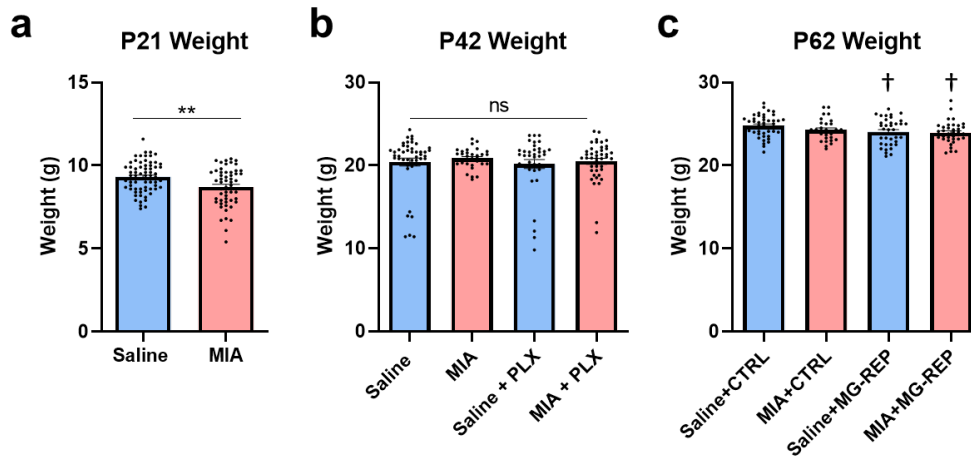 a
P21 Weight
Weight (g)
15
10
5
0
**
Saline
MIA
b
P42 Weight
Weight (g)
30
20
10
0
ns
Saline
MIA
Saline + PLX
MIA + PLX
c
P62 Weight
Weight (g)
30
20
10
0
† †
Saline+CTRL
MIA+CTRL
Saline+MG-REP
MIA+MG-REP